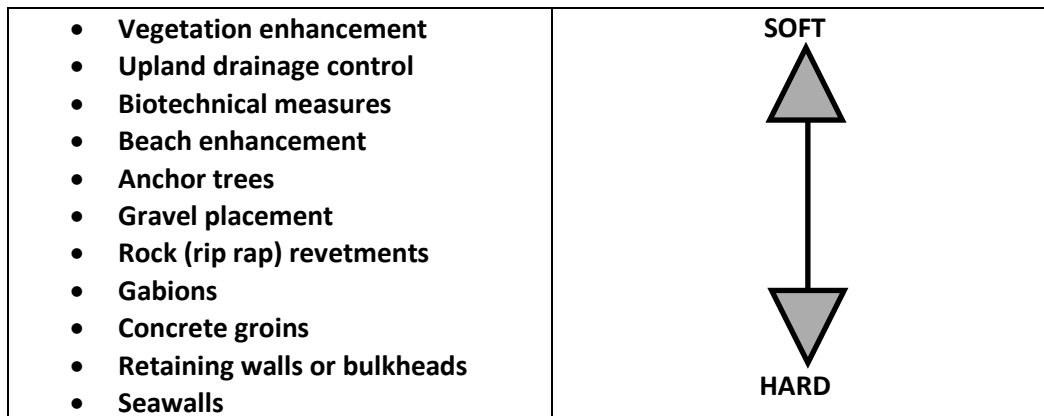 • Vegetation enhancement
• Upland drainage control
• Biotechnical measures
• Beach enhancement
• Anchor trees
• Gravel placement
• Rock (rip rap) revetments
• Gabions
• Concrete groins
• Retaining walls or bulkheads
• Seawalls
SOFT
HARD